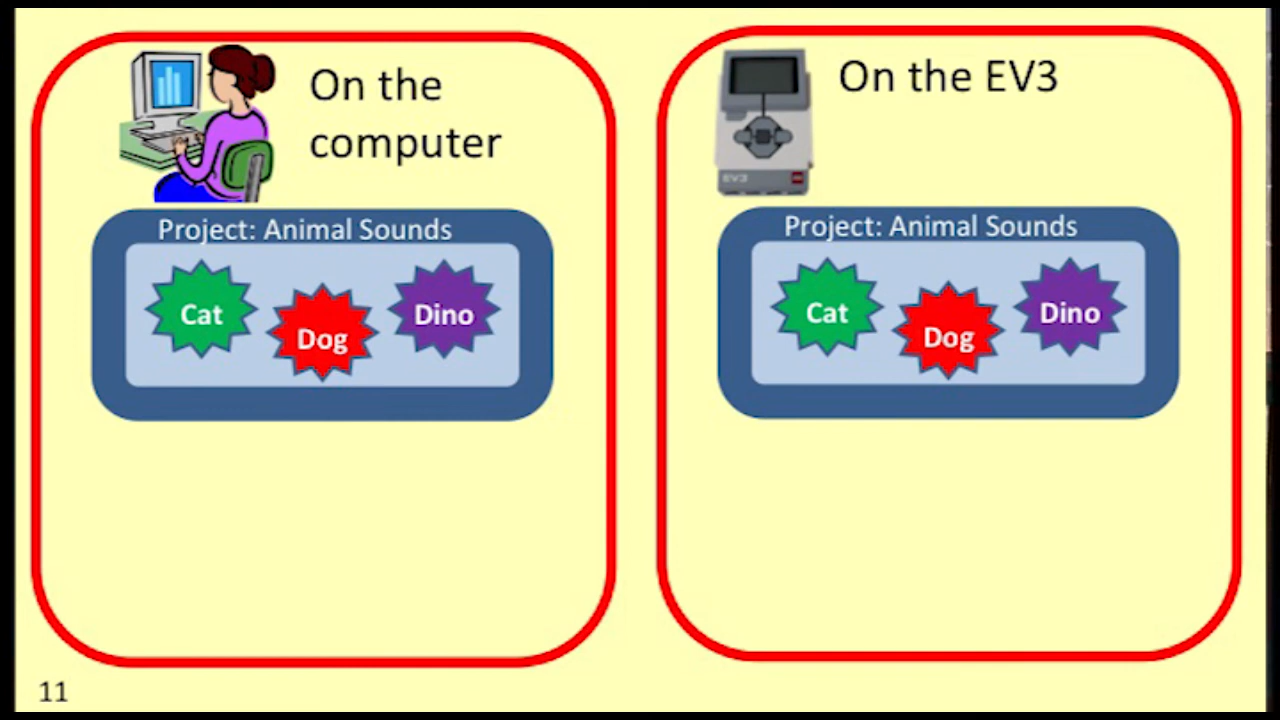 On the
computer
Project: Animal Sounds
Cat
Dog
Dino
On the EV3
EV3
Project: Animal Sounds
Cat
Dog
Dino
11